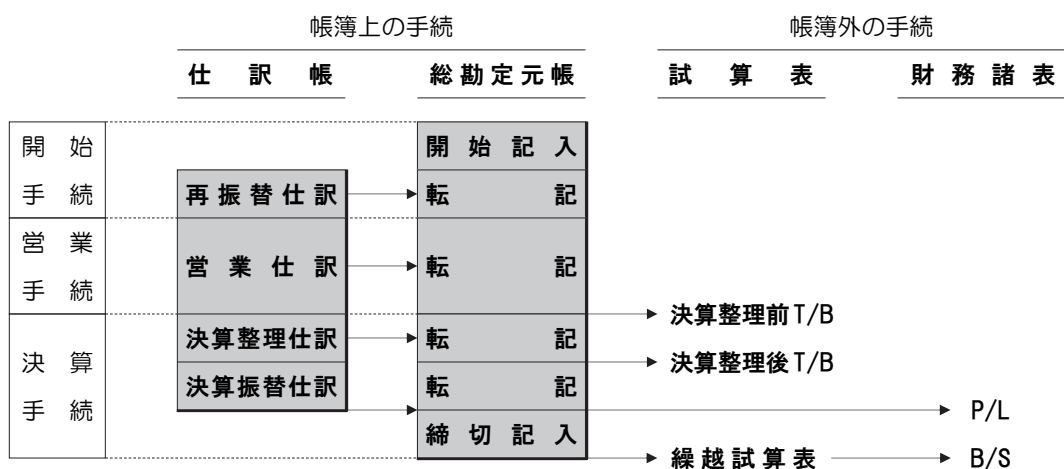 帳簿上の手続 帳簿外の手続
仕訳帳 総勘定元帳 試算表 財務諸表
開始手続
開始記入
再振替仕訳 転記
営業手続
営業仕訳 転記
決算整理前T/B
決算手続
決算整理仕訳 転記
決算整理後T/B
決算振替仕訳 転記
P/L
締切記入
繰越試算表 B/S